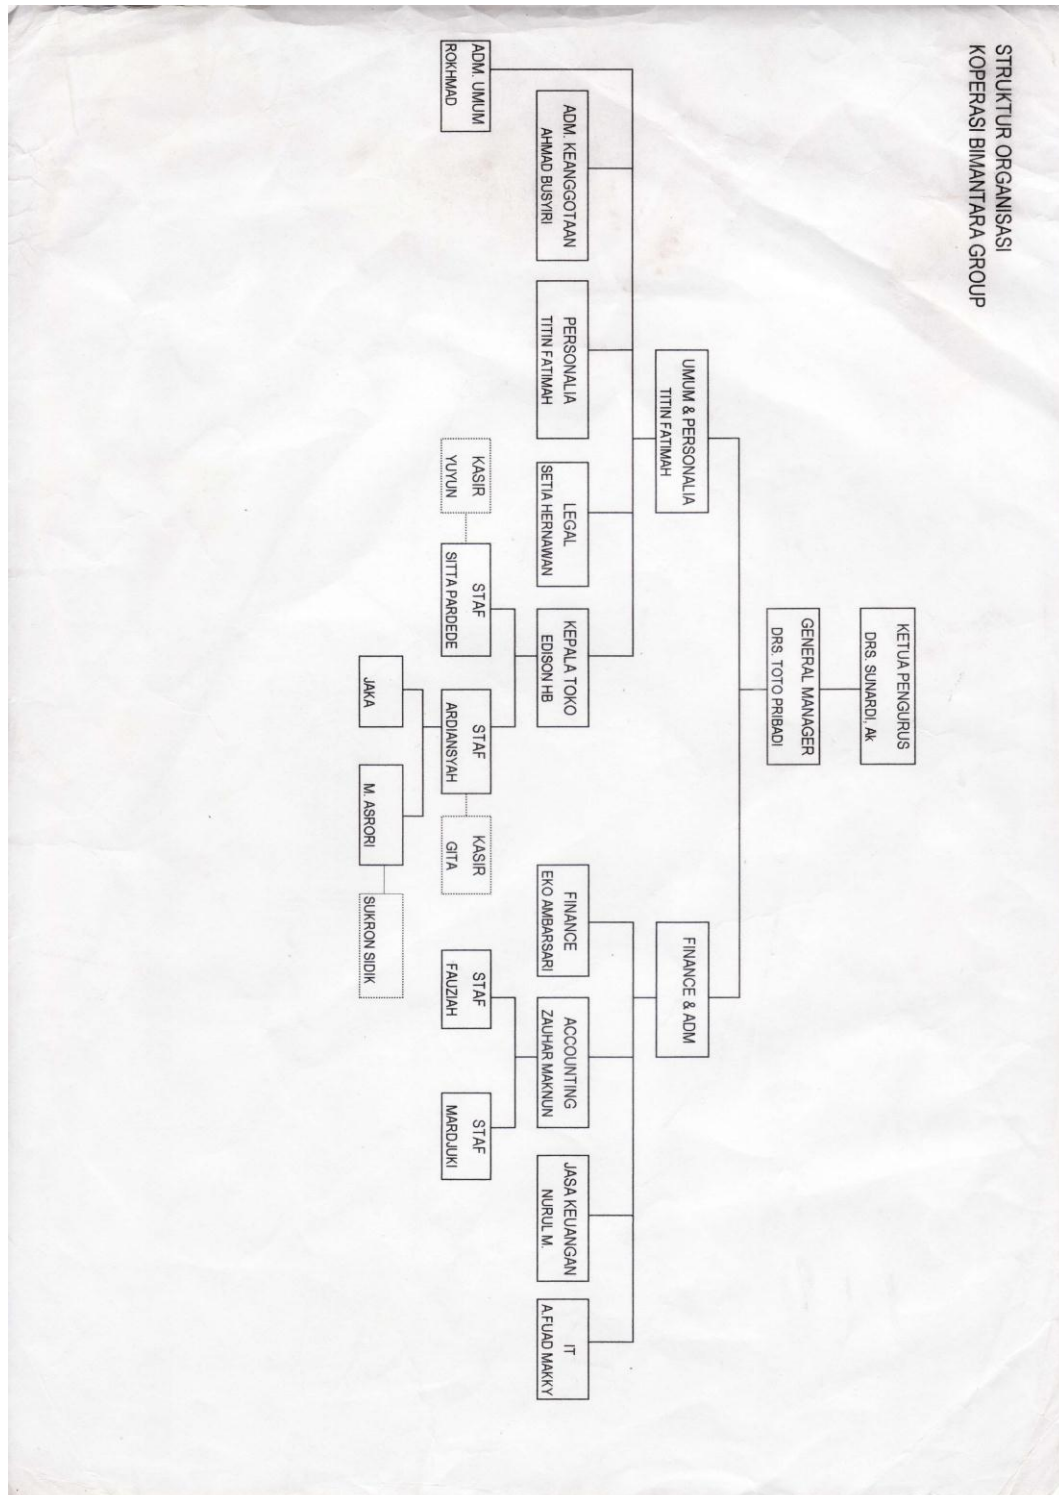 STRUKTUR ORGANISASI
KOPERASI BIMANTARA GROUP
KETUA PENGURUS
DRS. SUNARDI, Ak
GENERAL MANAGER
DRS. TOTO PRIBADI
UMUM & PERSONALIA
TITIN FATIMAH
FINANCE & ADM
ADM. KEANGGOTAAN
AHMAD BUSYIRI
PERSONALIA
TITIN FATIMAH
LEGAL
SETIA HERNAWAN
KEPALA TOKO
EDISON HB
FINANCE
EKO AMBARSARI
ACCOUNTING
ZAUHAR MAKNUN
JASA KEUANGAN
NURUL M.
IT
A.FUAD MAKKY
ADM. UMUM
ROKHMAD
KASIR
YUYUN
STAF
SITTA PARDEDE
STAF
ARDIANSYAH
KASIR
GITA
STAF
FAUZIAH
STAF
MARDJUKI
JAKA
M. ASRORI
SUKRON SIDIK